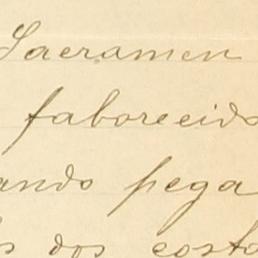 Sacramen
faborecido
ando pega
s dos costa